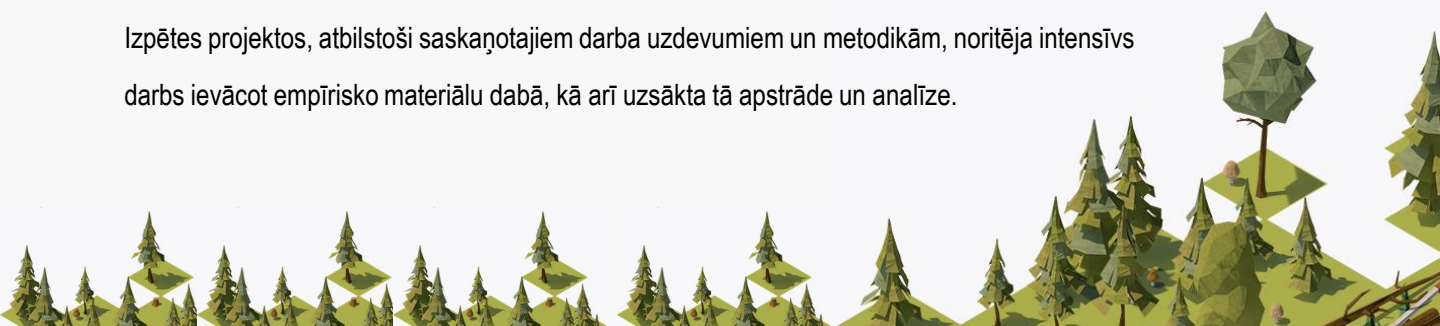 Izpētes projektos, atbilstoši saskaņotajiem darba uzdevumiem un metodikām, noritēja intensīvs
darbs ievācot empīrisko materiālu dabā, kā arī uzsākta tā apstrāde un analīze.